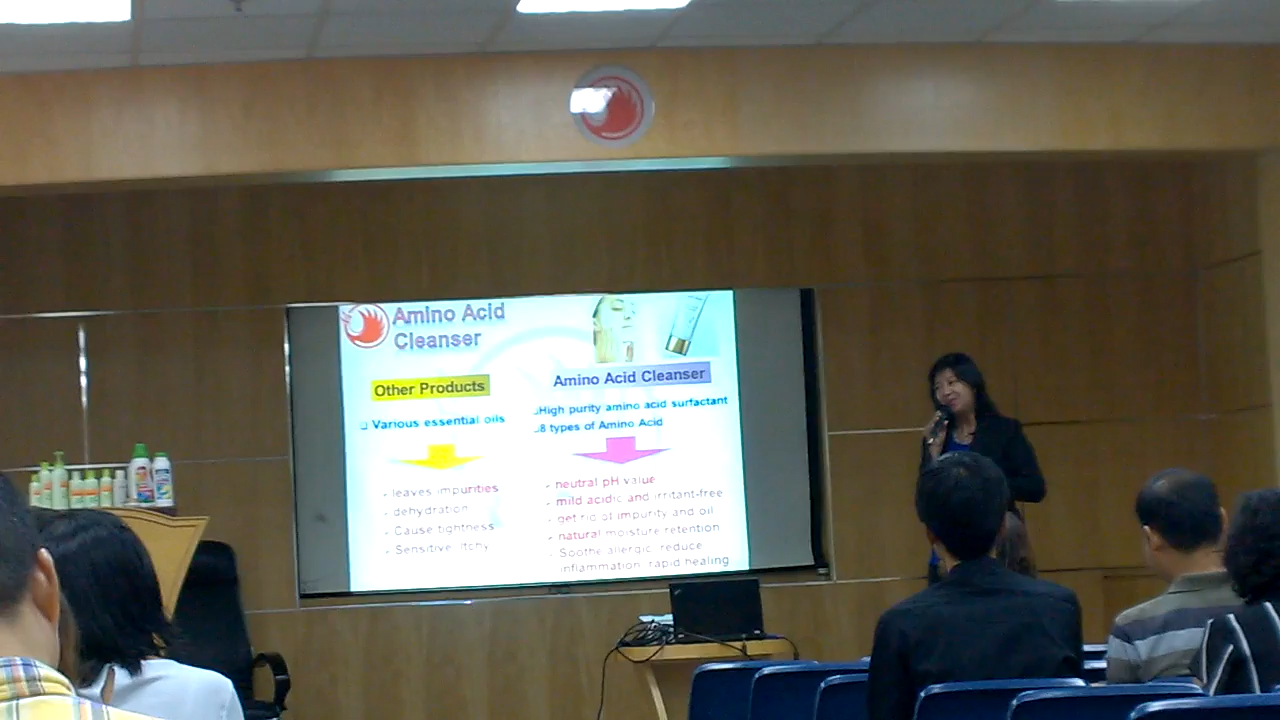 Amino Acid
Cleanser
Other Products
Various essential oils
leaves impurities
dehydration
Cause tightness
Sensitive itchy
Amino Acid Cleanser
High purity amino acid surfactant
8 types of Amino Acid
neutral pH value
mild acidic and irritant-free
get rid of impurity and oil
natural moisture retention
Soothe allergic, reduce
inflammation, rapid healing